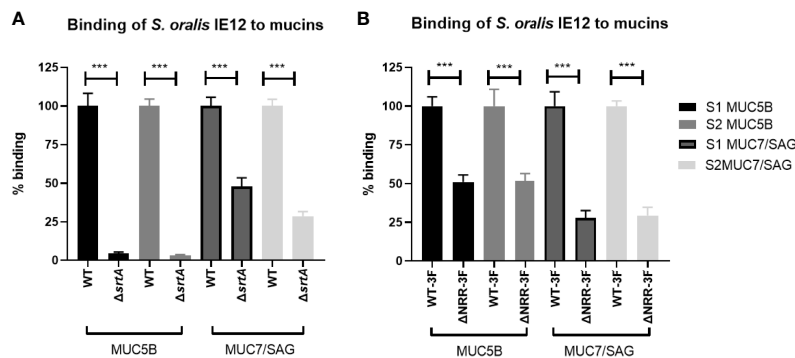 A
Binding of S. oralis IE12 to mucins
*** *** *** ***
125
100
75
50
25
0
% binding
WT ΔsrtA WT ΔsrtA WT ΔsrtA WT ΔsrtA
MUC5B MUC7/SAG
B
Binding of S. oralis IE12 to mucins
*** *** *** ***
125
100
75
50
25
0
% binding
WT-3F ΔNRR-3F WT-3F ΔNRR-3F WT-3F ΔNRR-3F WT-3F ΔNRR-3F
MUC5B MUC7/SAG
S1 MUC5B
S2 MUC5B
S1 MUC7/SAG
S2MUC7/SAG